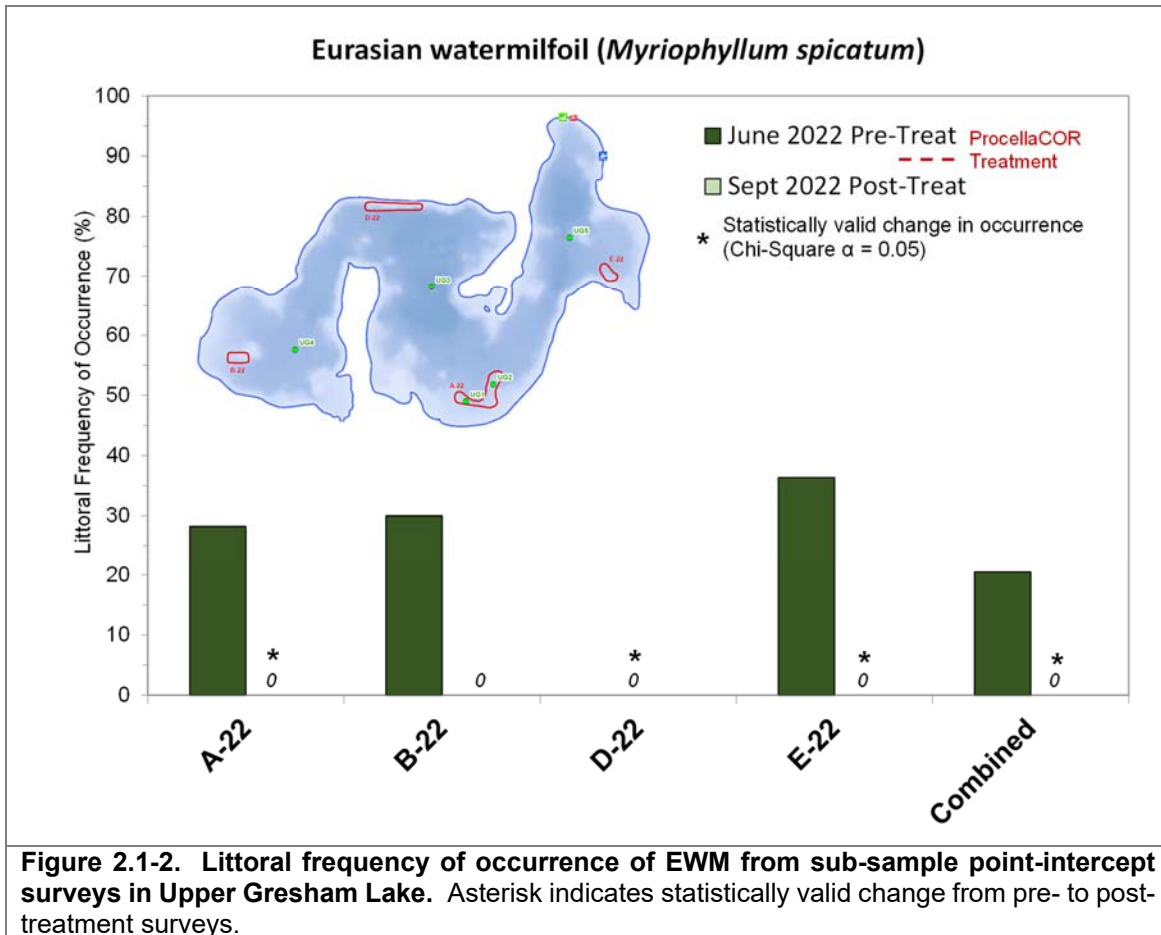 Eurasian watermilfoil (Myriophyllum spicatum)
100
90
80
70
60
50
40
30
20
10
0
Littoral Frequency of Occurrence (%)
June 2022 Pre-Treat
ProcellaCOR
Treatment
Sept 2022 Post-Treat
* Statistically valid change in occurrence
(Chi-Square α = 0.05)
D-22
UG3
UG4
B-22
A-22
UG1
UG2
E-22
*
0
0
*
0
*
0
*
0
A-22
B-22
D-22
E-22
Combined
Figure 2.1-2. Littoral frequency of occurrence of EWM from sub-sample point-intercept
surveys in Upper Gresham Lake. Asterisk indicates statistically valid change from pre- to post-
treatment surveys.